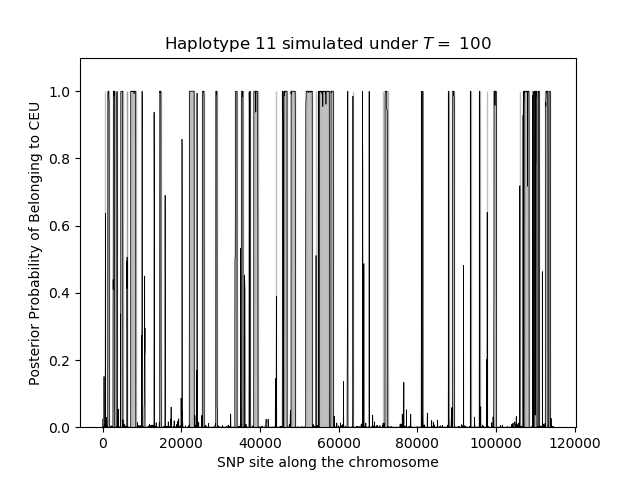 Haplotype 11 simulated under T = 100
Posterior Probability of Belonging to CEU
1.0
0.8
0.6
0.4
0.2
0.0
0 20000 40000 60000 80000 100000 120000
SNP site along the chromosome